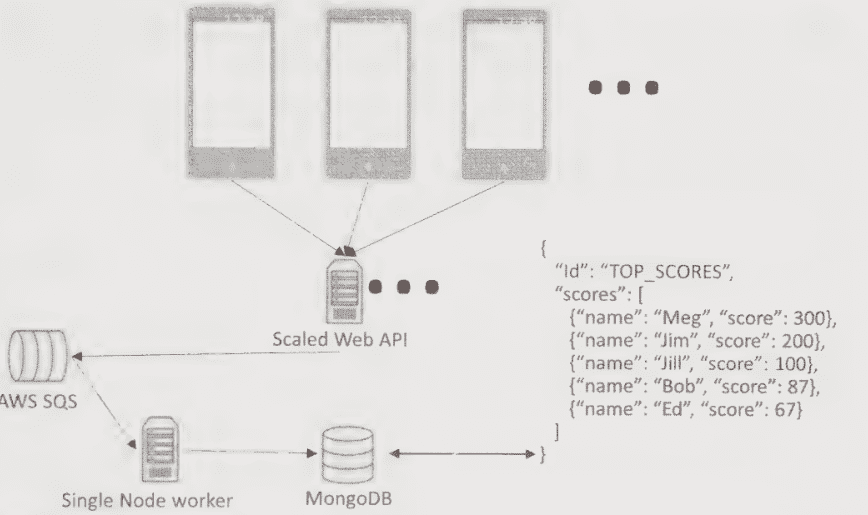 Scaled Web API
{
"Id": "TOP_SCORES",
"scores": [
{"name": "Meg", "score": 300},
{"name": "Jim", "score": 200},
{"name": "Jill", "score": 100},
{"name": "Bob", "score": 87},
{"name": "Ed", "score": 67}
]
}
AWS SQS
Single Node worker
MongoDB